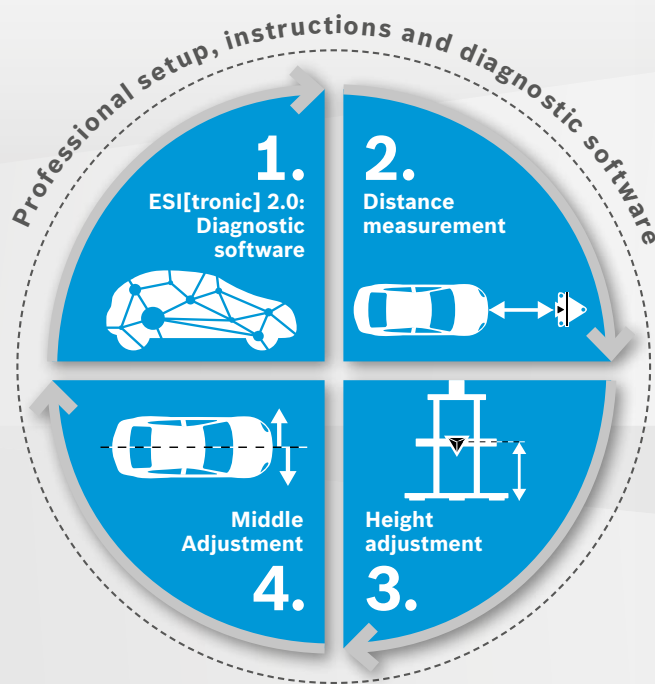 Professional setup, instructions and diagnostic software
1.
ESI[tronic] 2.0:
Diagnostic
software
2.
Distance
measurement
Height
adjustment
3.
Middle
Adjustment
4.